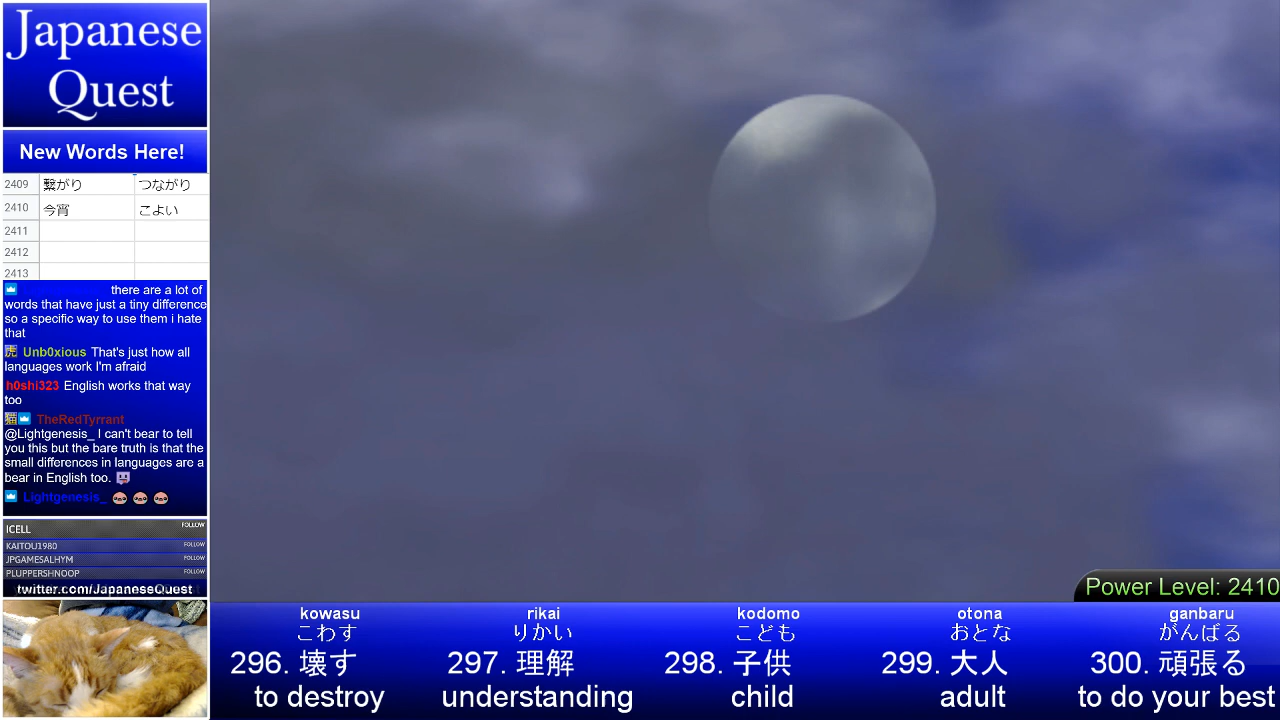 Japanese
Quest
New Words Here!
2409 繋がり つながり
2410 今宵 こよい
2411
2412
2413
there are a lot of
words that have just a tiny difference
so a specific way to use them i hate
that
虎 Unb0xious That's just how all
languages work I'm afraid
h0shi323 English works that way
too
猫 TheRedTyrant
@Lightgenesis_ I can't bear to tell
you this but the bare truth is that the
small differences in languages are a
bear in English too.
Lightgenesis_
ICELL FOLLOW
KAITOU1980 FOLLOW
JPGAMESALHYM FOLLOW
PLUPPERSHNOOP FOLLOW
twitter.com/JapaneseQuest
Power Level: 2410
kowasu
こわす
296. 壊す
to destroy
rikai
りかい
297. 理解
understanding
kodomo
こども
298. 子供
child
otona
おとな
299. 大人
adult
ganbaru
がんばる
300. 頑張る
to do your best